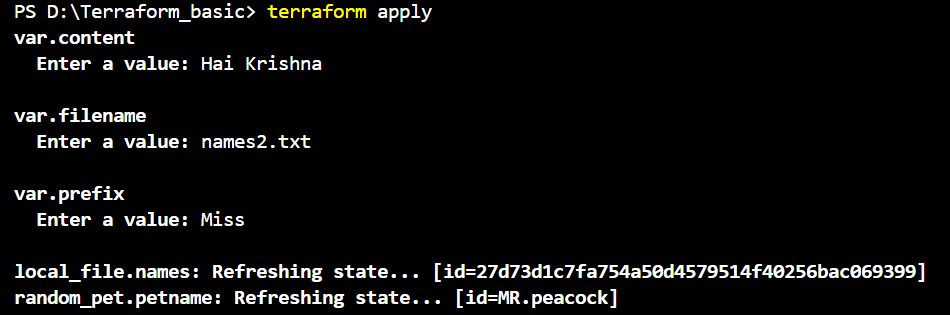 PS D:\Terraform_basic> terraform apply
var.content
Enter a value: Hai Krishna
var.filename
Enter a value: names2.txt
var.prefix
Enter a value: Miss
local_file.names: Refreshing state... [id=27d73d1c7fa754a50d4579514f40256bac069399]
random_pet.petname: Refreshing state... [id=MR.peacock]